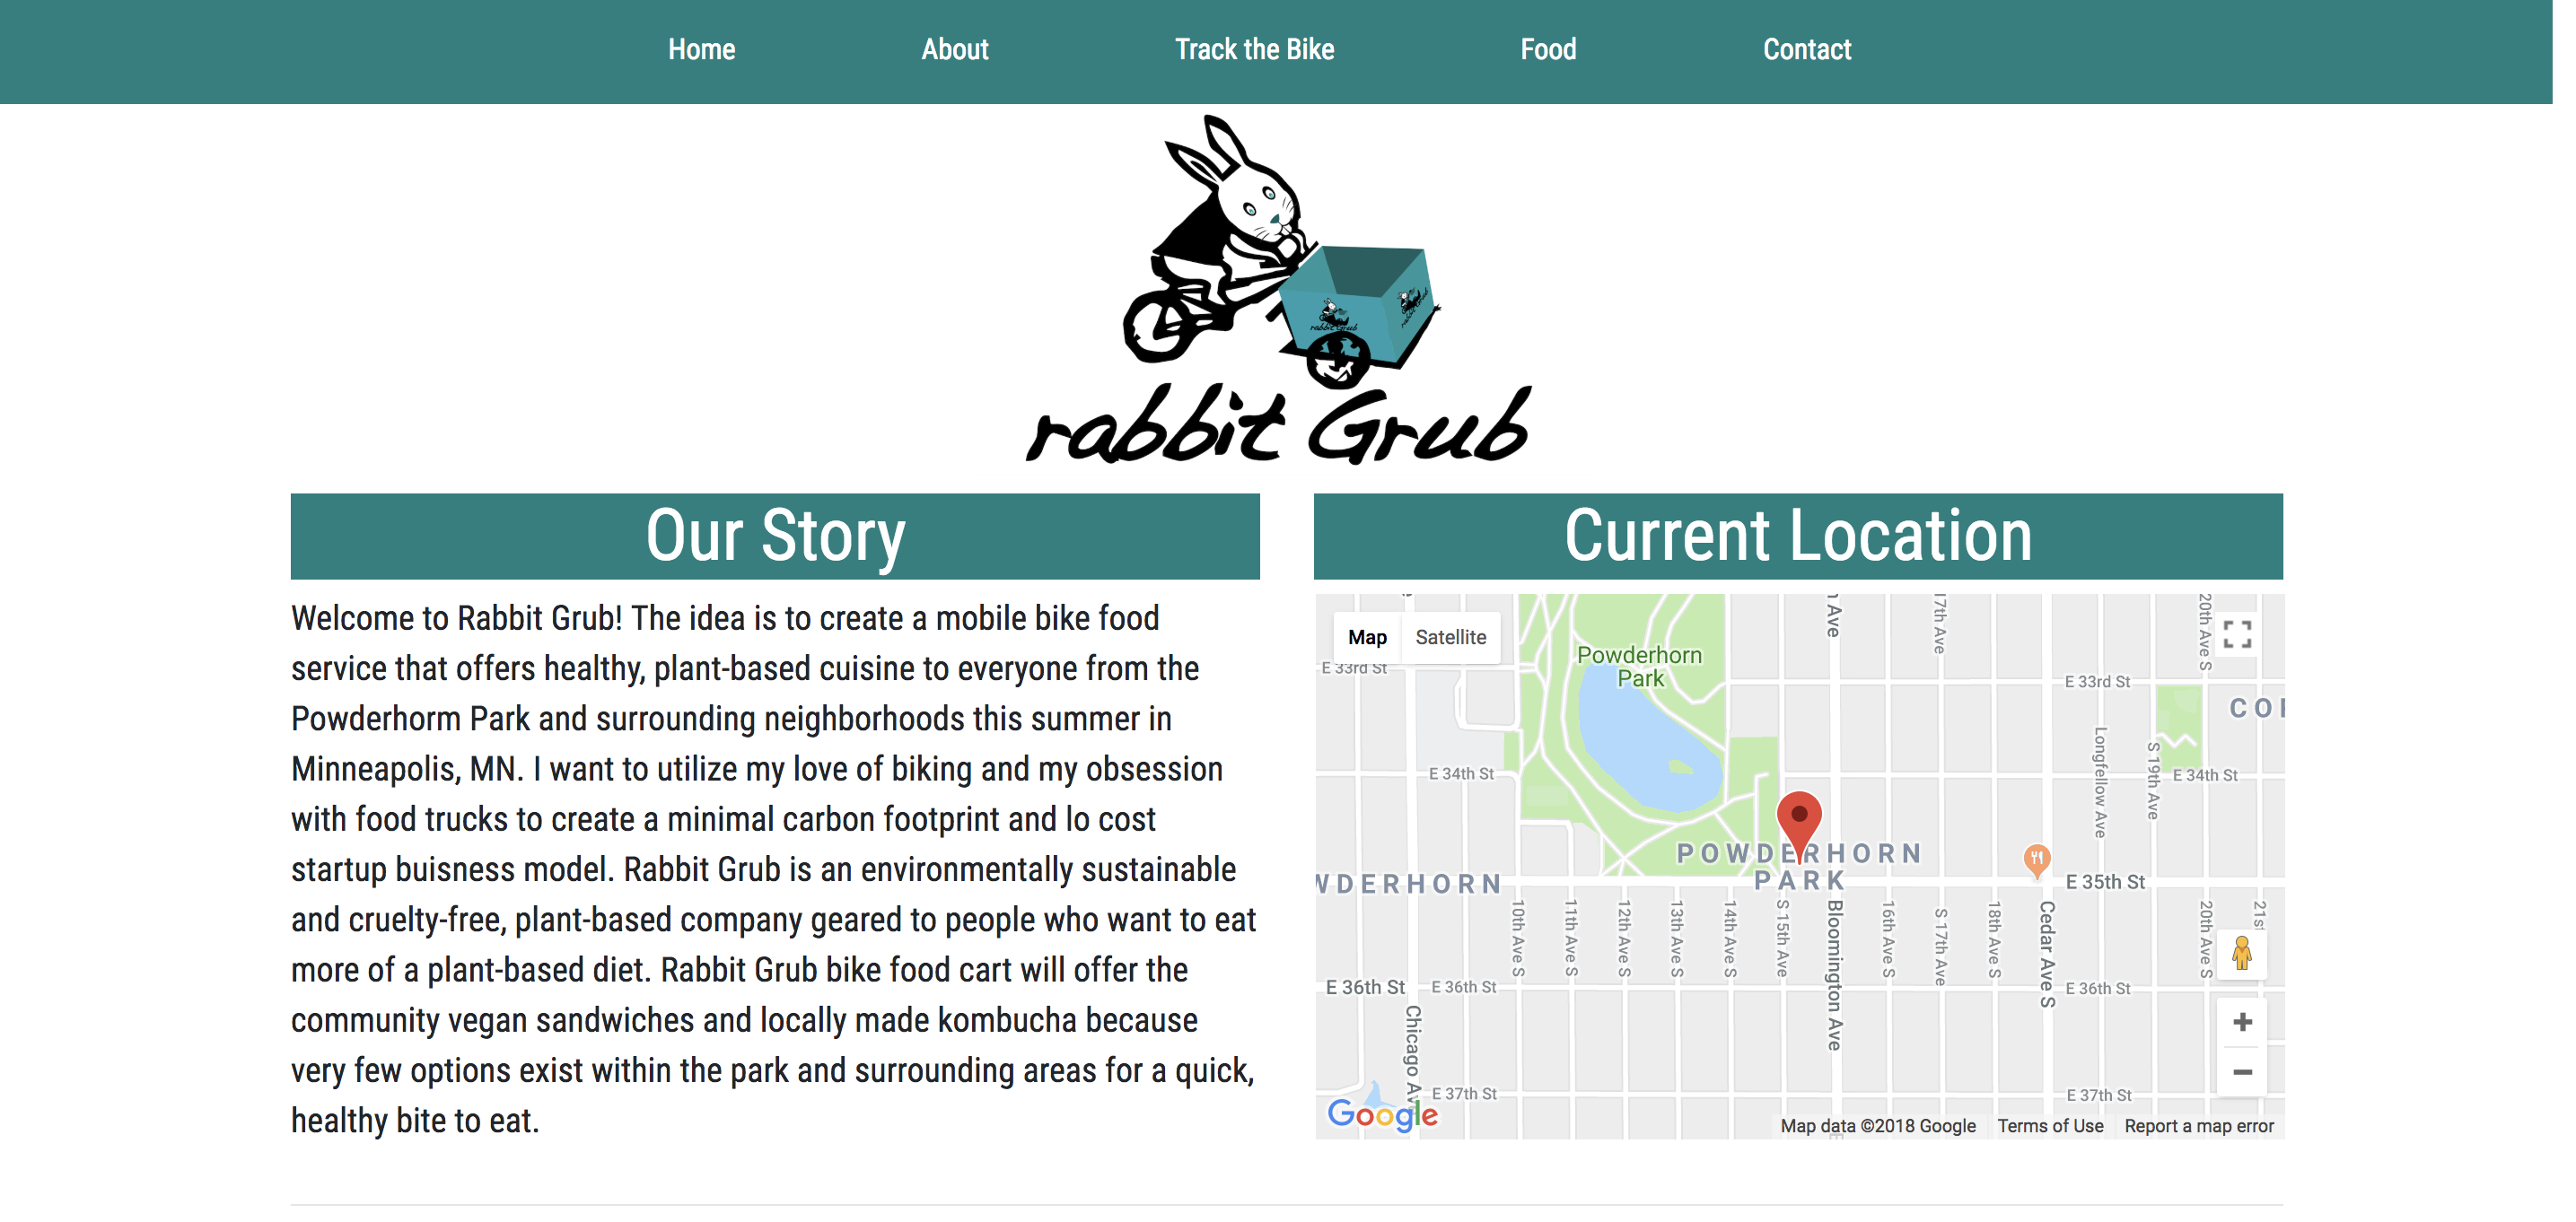 Home About Track the Bike Food Contact
rabbit Grub
rabbit Grub
rabbit Grub
Our Story
Welcome to Rabbit Grub! The idea is to create a mobile bike food
service that offers healthy, plant-based cuisine to everyone from the
Powderhorm Park and surrounding neighborhoods this summer in
Minneapolis, MN. I want to utilize my love of biking and my obsession
with food trucks to create a minimal carbon footprint and lo cost
startup buisness model. Rabbit Grub is an environmentally sustainable
and cruelty-free, plant-based company geared to people who want to eat
more of a plant-based diet. Rabbit Grub bike food cart will offer the
community vegan sandwiches and locally made kombucha because
very few options exist within the park and surrounding areas for a quick,
healthy bite to eat.
Current Location
Map Satellite
n Ave
17th Ave
20th Ave S
Powderhorn
Park
E 33rd St
E 33rd St
COR
Longfellow Ave
S 19th Ave
E 34th St
E 34th St
POWDERHORN
PARK
WDERHORN
E 35th St
10th Ave S
11th Ave S
12th Ave S
13th Ave S
14th Ave S
S 15th Ave
Bloomington Ave
16th Ave S
S 17th Ave
18th Ave S
Cedar Ave S
20th Ave S
21st
E 36th St
E 36th St
E 36th St
Chicago Av
E 37th St
E 37th St
Google
Map data ©2018 Google Terms of Use Report a map error